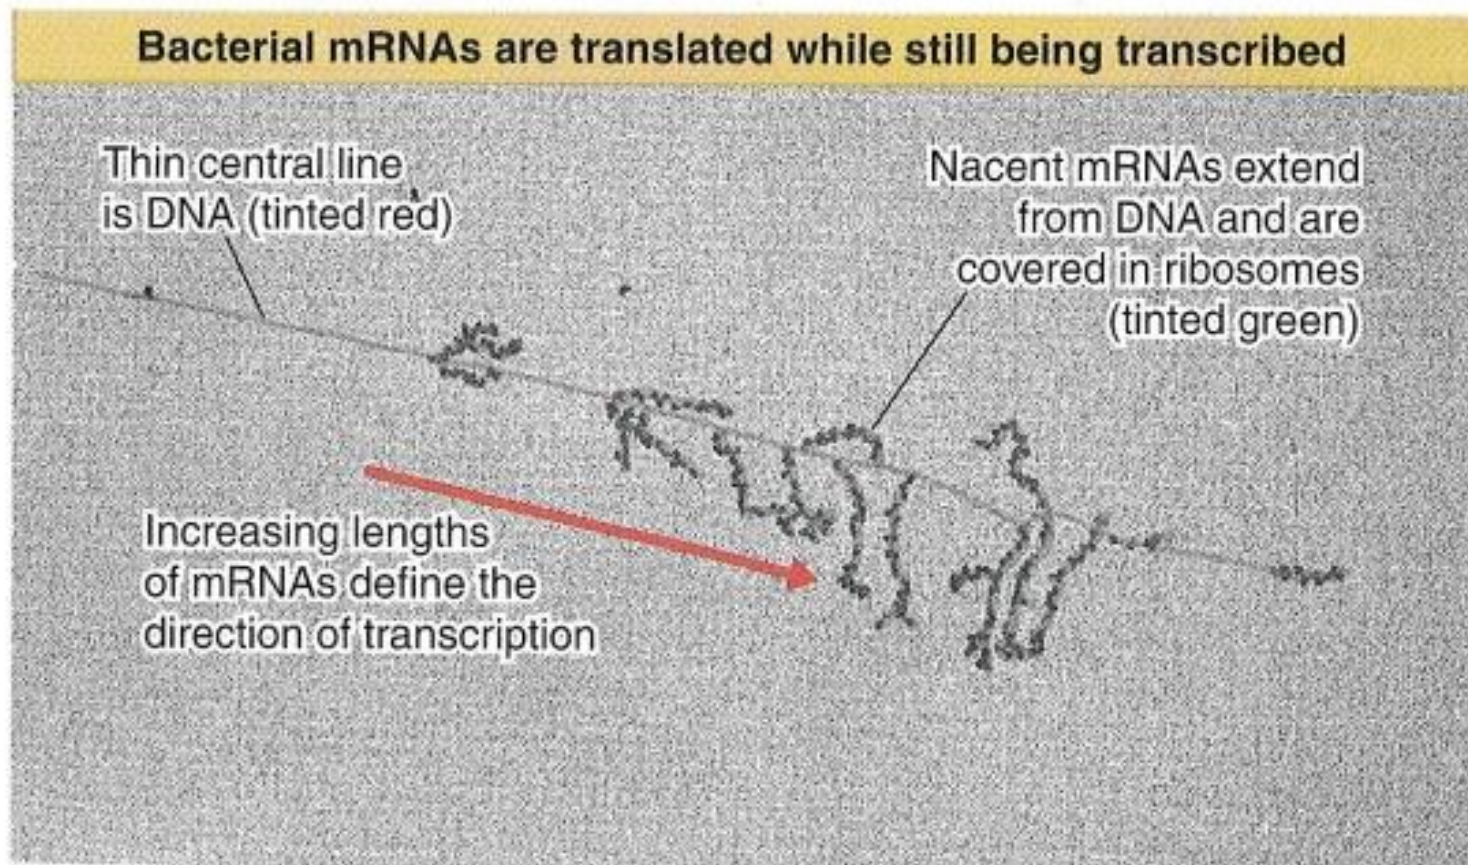 Bacterial mRNAs are translated while still being transcribed
Thin central line
is DNA (tinted red)
Nacent mRNAs extend
from DNA and are
covered in ribosomes
(tinted green)
Increasing lengths
of mRNAs define the
direction of transcription